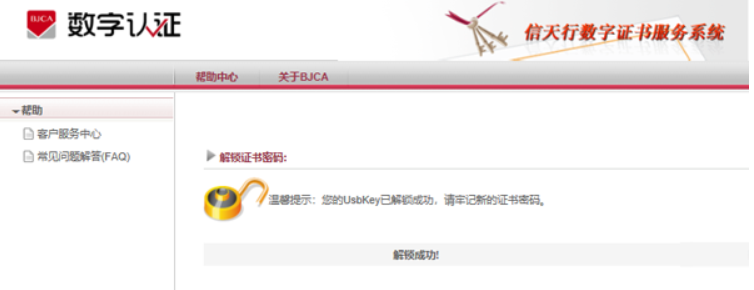 BJCA 数字认证
信天行数字证书服务系统
帮助中心 关于BJCA
帮助
客户服务中心
常见问题解答(FAQ)
解锁证书密码:
温馨提示：您的UsbKey已解锁成功，请牢记新的证书密码。
解锁成功!